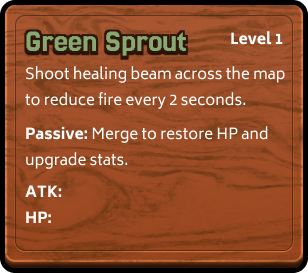 Green Sprout Level 1
Shoot healing beam across the map
to reduce fire every 2 seconds.
Passive: Merge to restore HP and
upgrade stats.
ATK:
HP: